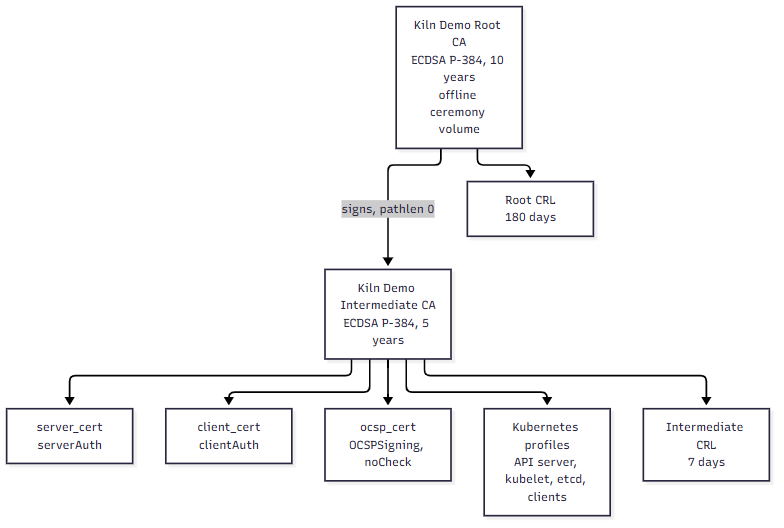 Kiln Demo Root
CA
ECDSA P-384, 10
years
offline
ceremony
volume
Root CRL
180 days
signs, pathlen 0
Kiln Demo
Intermediate CA
ECDSA P-384, 5
years
server_cert
serverAuth
client_cert
clientAuth
ocsp_cert
OCSPSigning,
noCheck
Kubernetes
profiles
API server,
kubelet, etcd,
clients
Intermediate
CRL
7 days